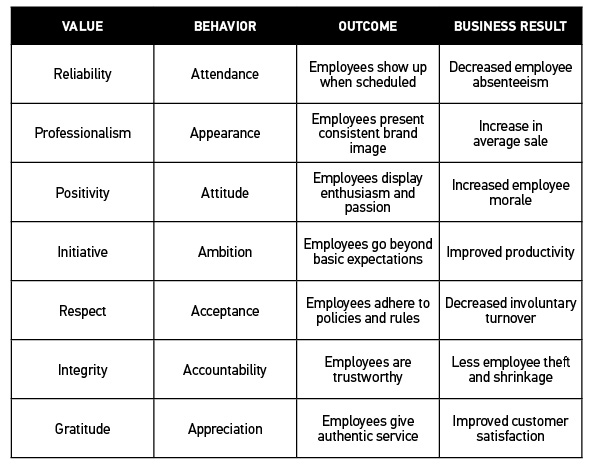 VALUE BEHAVIOR OUTCOME BUSINESS RESULT
Reliability Attendance Employees show up when scheduled Decreased employee absenteeism
Professionalism Appearance Employees present consistent brand image Increase in average sale
Positivity Attitude Employees display enthusiasm and passion Increased employee morale
Initiative Ambition Employees go beyond basic expectations Improved productivity
Respect Acceptance Employees adhere to policies and rules Decreased involuntary turnover
Integrity Accountability Employees are trustworthy Less employee theft and shrinkage
Gratitude Appreciation Employees give authentic service Improved customer satisfaction